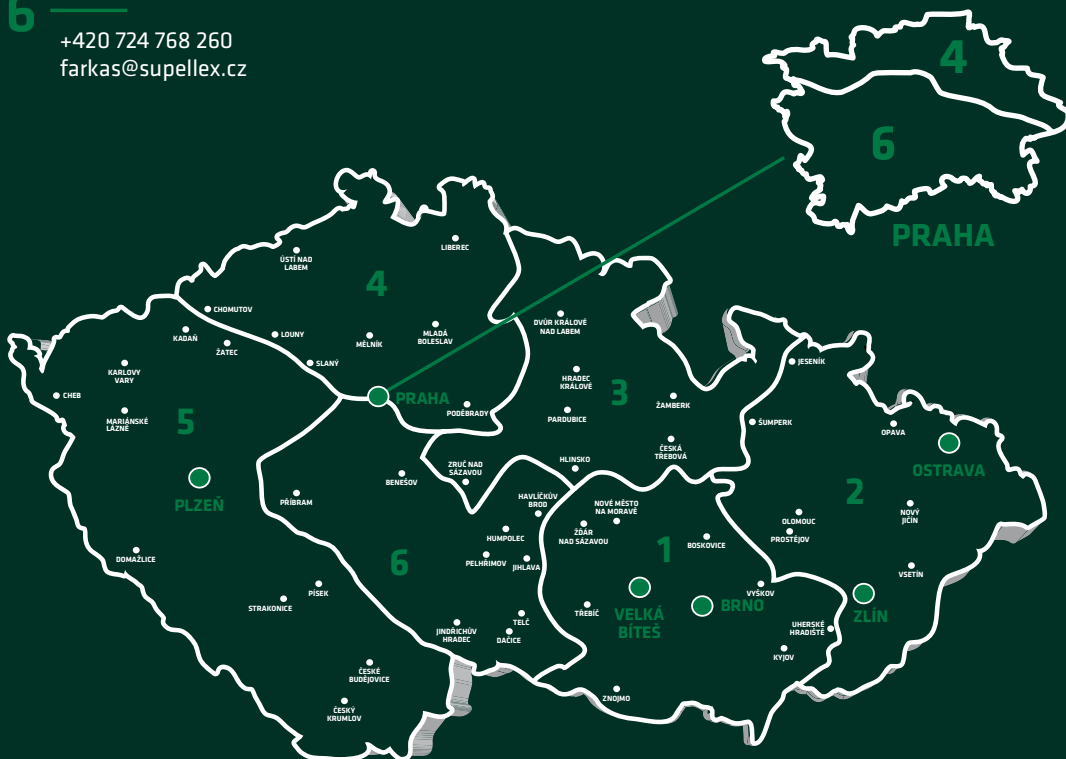 6
+420 724 768 260
farkas@supellex.cz
4
6
PRAHA
LIBEREC
ÚSTÍ NAD
LABEM
4
CHOMUTOV
KADAŇ
ŽATEC
LOUNY
SLANÝ
MĚLNÍK
MLADÁ
BOLESLAV
DVŮR KRÁLOVÉ
NAD LABEM
KARLOVY
VARY
CHEB
MARIÁNSKÉ
LÁZNĚ
5
PRAHA
PODĚBRADY
HRADEC
KRÁLOVÉ
3
PARDUBICE
ŽAMBERK
JESENÍK
ŠUMPERK
OPAVA
OSTRAVA
ČESKÁ
TŘEBOVÁ
HLINSKO
ZRUČ NAD
SÁZAVOU
BENEŠOV
PLZEŇ
PŘÍBRAM
HAVLÍČKŮV
BROD
NOVÉ MĚSTO
NA MORAVĚ
ŽĎÁR
NAD SÁZAVOU
1
BOSKOVICE
2
OLOMOUC
PROSTĚJOV
NOVÝ
JIČÍN
HUMPOLEC
PELHŘIMOV
JIHLAVA
6
DOMAŽLICE
PÍSEK
STRAKONICE
VSETÍN
VYŠKOV
ZLÍN
BRNO
VELKÁ
BÍTEŠ
TŘEBÍČ
TELČ
DAČICE
JINDŘICHŮV
HRADEC
UHERSKÉ
HRADIŠTĚ
KYJOV
ČESKÉ
BUDĚJOVICE
ČESKÝ
KRUMLOV
ZNOJMO